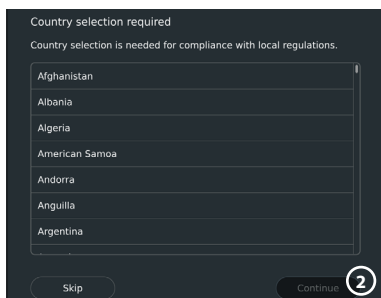 Country selection required
Country selection is needed for compliance with local regulations.
Afghanistan
Albania
Algeria
American Samoa
Andorra
Anguilla
Argentina
Skip
Continue
2